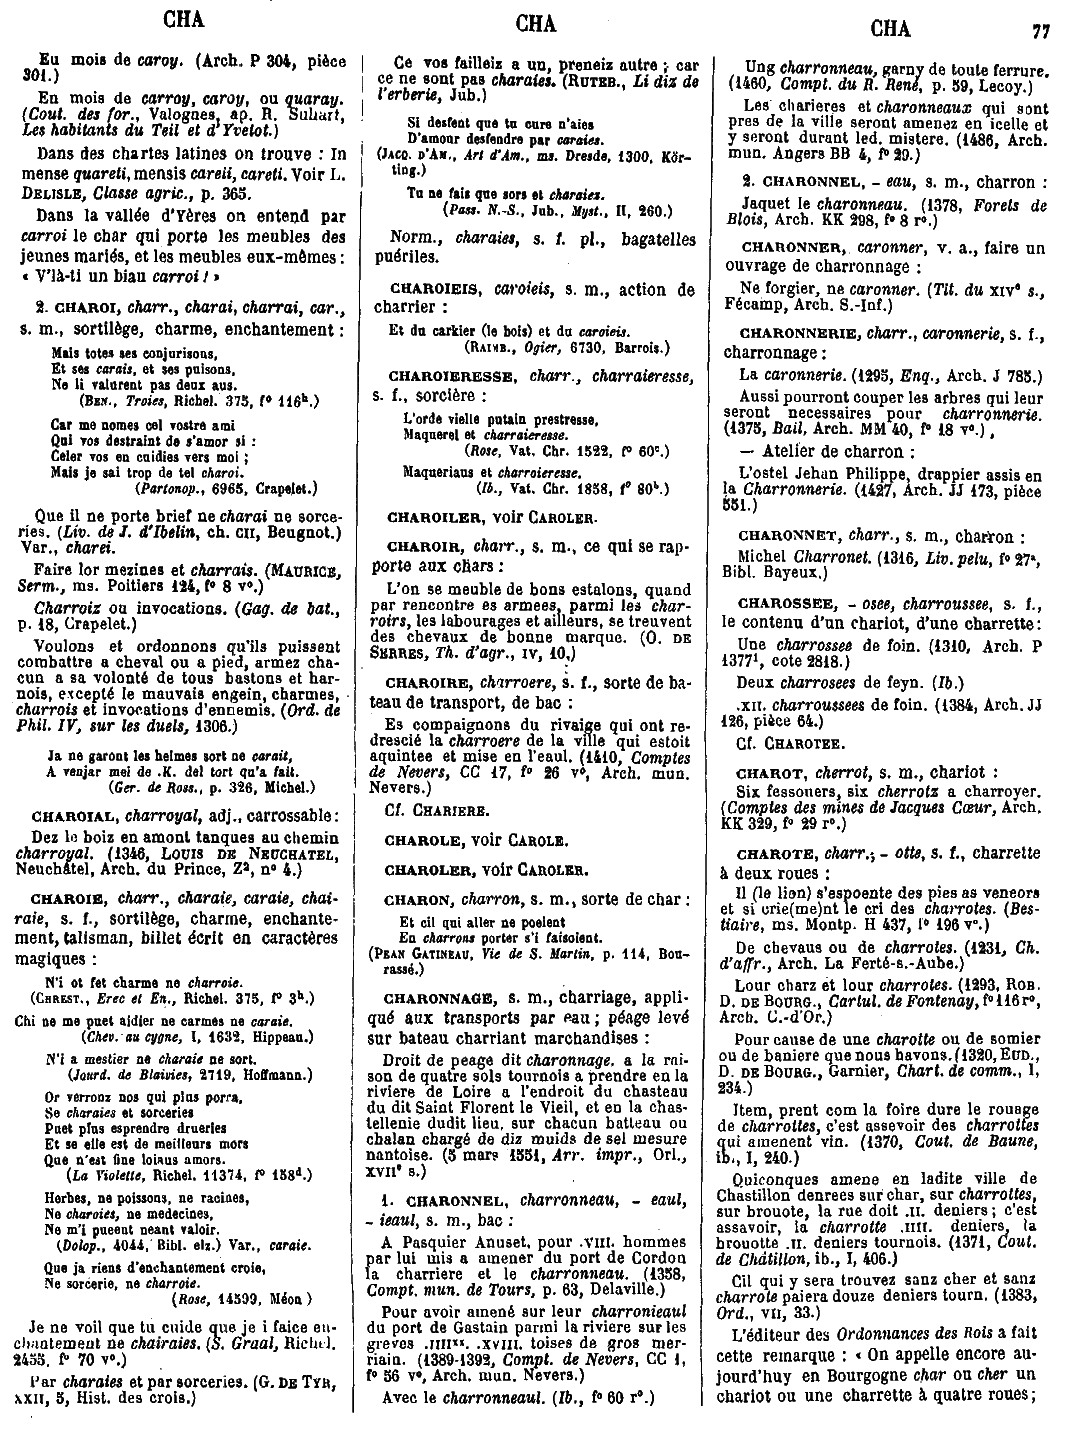 CHA
CHA
CHA
77
Eu mois de caroy. (Arch. P 304, pièce
301.)
En mois de carroy, caroy, ou quaray.
(Cout. des for., Valognes, ap. R. Suhart,
Les habitants du Teil et d'Yvetot.)
Dans des chartes latines on trouve : In
mense quareti, mensis careii, careti. Voir L.
DELISLE, Classe agric., p. 365.
Dans la vallée d'Yères on entend par
carroi le char qui porte les meubles des
jeunes mariés, et les meubles eux-mêmes :
« V'là-ti un biau carroi ! »
2. CHAROI, charr., charai, charrai, car.,
s. m., sortilège, charme, enchantement :
Mais totes ses conjurisons,
Et ses carais, et ses puisons,
Ne li valurent pas deux aus.
(BEN., Troies, Richel. 375, f° 116b.)
Car me nomes cel vostre ami
Qui vos destraint de s'amor si :
Celer vos en cuidies vers moi ;
Mais je sai trop de tel charoi.
(Partonop., 6965, Crapelet.)
Que il ne porte brief ne charai ne sorce-
ries. (Liv. de J. d'Ibelin, ch. CII, Beugnot.)
Var., charei.
Faire lor mezines et charrais. (MAURICE,
Serm., ms. Poitiers 124, f° 8 v°.)
Charroiz ou invocations. (Gag. de bat.,
p. 18, Crapelet.)
Voulons et ordonnons qu'ils puissent
combattre a cheval ou a pied, armez cha-
cun a sa volonté de tous bastons et har-
nois, excepté le mauvais engein, charmes,
charrois et invocations d'ennemis. (Ord. de
Phil. IV, sur les duels, 1306.)
Ja ne garont les helmes sort ne carait,
A venjar mei de .K. del tort qu'a fait.
(Ger. de Ross., p. 326, Michel.)
CHAROIAL, charroyal, adj., carrossable :
Dez le boiz en amont tanques au chemin
charroyal. (1346, LOUIS DE NEUCHATEL,
Neuchâtel, Arch. du Prince, Z², n° 4.)
CHAROIE, charr., charaie, caraie, chai-
raie, s. f., sortilège, charme, enchante-
ment, talisman, billet écrit en caractères
magiques :
N'i ot fet charme ne charroie.
(CHREST., Erec et En., Richel. 375, f° 3h.)
Chi ne me puet aidier ne carmes ne caraie.
(Chev. au cygne, I, 1632, Hippeau.)
N'i a mestier ne charaie ne sort.
(Jourd. de Blaivies, 2719, Hoffmann.)
Or verronz nos qui plus porra,
Se charaies et sorceries
Puet plus esprendre drueries
Et se elle est de meilleurs mors
Que n'est fine loiaus amors.
(La Violette, Richel. 11374, f° 158d.)
Herbes, ne poissons, ne racines,
Ne charoies, ne medecines,
Ne m'i pueent neant valoir.
(Dolop., 4044, Bibl. elz.) Var., caraie.
Que ja riens d'enchantement croie,
Ne sorcerie, ne charroie.
(Rose, 14599, Méon)
Je ne voil que tu cuide que je i faice en-
chantement ne chairaies. (S. Graal, Richel.
2455, f° 70 v°.)
Par charaies et par sorceries. (G. DE TYR,
XXII, 5, Hist. des crois.)
Ce vos failleiz a un, preneiz autre ; car
ce ne sont pas charaies. (RUTEB., Li diz de
l'erberie, Jub.)
Si desfent que tu cure n'aies
D'amour desfendre par caraies.
(JACQ. D'AM., Art d'Am., ms. Dresde, 1300, Kör-
ting.)
Tu ne fais que sors et charaiez.
(Pass. N.-S., Jub., Myst., II, 260.)
Norm., charaies, s. f. pl., bagatelles
puériles.
CHAROIEIS, caroieis, s. m., action de
charrier :
Et du carkier (le bois) et du caroieis.
(RAIMB., Ogier, 6730, Barrois.)
CHAROIERESSE, charr., charraieresse,
s. f., sorcière :
L'orde vielle putain prestresse,
Maquerel et charraieresse.
(Rose, Vat. Chr. 1522, f° 60c.)
Maqueriaus et charroieresse.
(Ib., Vat. Chr. 1858, f° 80b.)
CHAROILER, voir CAROLER.
CHAROIR, charr., s. m., ce qui se rap-
porte aux chars :
L'on se meuble de bons estalons, quand
par rencontre es armees, parmi les char-
roirs, les labourages et ailleurs, se treuvent
des chevaux de bonne marque. (O. DE
SERRES, Th. d'agr., IV, 10.)
CHAROIRE, charroere, s. f., sorte de ba-
teau de transport, de bac :
Es compaignons du rivaige qui ont re-
drescié la charroere de la ville qui estoit
aquintee et mise en l'eaul. (1410, Comptes
de Nevers, CC 17, f° 26 v°, Arch. mun.
Nevers.)
Cf. CHARIERE.
CHAROLE, voir CAROLE.
CHAROLER, voir CAROLER.
CHARON, charron, s. m., sorte de char :
Et cil qui aller ne poeient
En charrons porter s'i faisoient.
(PEAN GATINEAU, Vie de S. Martin, p. 114, Bou-
rassé.)
CHARONNAGE, s. m., charriage, appli-
qué aux transports par eau ; péage levé
sur bateau charriant marchandises :
Droit de peage dit charonnage. a la rai-
son de quatre sols tournois a prendre en la
riviere de Loire a l'endroit du chasteau
du dit Saint Florent le Vieil, et en la chas-
tellenie dudit lieu, sur chacun batteau ou
chalan chargé de diz muids de sel mesure
nantoise. (5 mars 1551, Arr. impr., Orl.,
XVIIe s.)
1. CHARONNEL, charronneau, - eaul,
- ieaul, s. m., bac :
A Pasquier Anuset, pour .VIII. hommes
par lui mis a amener du port de Cordon
la charriere et le charronneau. (1358,
Compt. mun. de Tours, p. 63, Delaville.)
Pour avoir amené sur leur charronieaul
du port de Gastain parmi la riviere sur les
greves .IIIIxx. .XVIII. toises de gros mer-
riain. (1389-1392, Compt. de Nevers, CC 1,
f° 56 v°, Arch. mun. Nevers.)
Avec le charronneaul. (Ib., f° 60 r°.)
Ung charronneau, garny de toute ferrure.
(1460, Compt. du R. René, p. 59, Lecoy.)
Les charieres et charonneaux qui sont
pres de la ville seront amenez en icelle et
y seront durant led. mistere. (1486, Arch.
mun. Angers BB 4, f° 29.)
2. CHARONNEL, - eau, s. m., charron :
Jaquet le charonneau. (1378, Forels de
Blois, Arch. KK 298, f° 8 r°.)
CHARONNER, caronner, v. a., faire un
ouvrage de charronnage :
Ne forgier, ne caronner. (Tit. du XIVe s.,
Fécamp, Arch. S.-Inf.)
CHARONNERIE, charr., caronnerie, s. f.,
charronnage :
La caronnerie. (1295, Enq., Arch. J 785.)
Aussi pourront couper les arbres qui leur
seront necessaires pour charronnerie.
(1375, Bail, Arch. MM 40, f° 18 v°.)
— Atelier de charron :
L'ostel Jehan Philippe, drappier assis en
la Charronnerie. (1427, Arch. JJ 173, pièce
551.)
CHARONNET, charr., s. m., charron :
Michel Charronet. (1316, Liv. pelu, f° 27a,
Bibl. Bayeux.)
CHAROSSEE, - osee, charroussee, s. f.,
le contenu d'un chariot, d'une charrette :
Une charrossee de foin. (1310, Arch. P
1377¹, cote 2818.)
Deux charrosees de feyn. (Ib.)
.XII. charroussees de foin. (1384, Arch. JJ
126, pièce 64.)
Cf. CHAROTEE.
CHAROT, cherrot, s. m., chariot :
Six fessouers, six cherrotz a charroyer.
(Comptes des mines de Jacques Cœur, Arch.
KK 329, f° 29 r°.)
CHAROTE, charr., - otte, s. f., charrette
à deux roues :
Il (le lion) s'espoente des pies as veneors
et si crie(me)nt le cri des charrotes. (Bes-
tiaire, ms. Montp. H 437, f° 196 v°.)
De chevaus ou de charrotes. (1231, Ch.
d'affr., Arch. La Ferté-s.-Aube.)
Lour charz et lour charrotes. (1293, ROB.
D. DE BOURG., Cartul. de Fontenay, f° 116 r°,
Arch. C.-d'Or.)
Pour cause de une charotte ou de somier
ou de baniere que nous havons. (1320, EUD.,
D. DE BOURG., Garnier, Chart. de comm., I,
234.)
Item, prent com la foire dure le rouage
de charrottes, c'est assevoir des charrottes
qui amenent vin. (1370, Cout. de Baune,
ib., I, 240.)
Quiconques amene en ladite ville de
Chastillon denrees sur char, sur charrottes,
sur brouote, la rue doit .II. deniers ; c'est
assavoir, la charrotte .IIII. deniers, la
brouotte .II. deniers tournois. (1371, Cout.
de Châtillon, ib., I, 406.)
Cil qui y sera trouvez sanz cher et sanz
charrote paiera douze deniers tourn. (1383,
Ord., VII, 33.)
L'éditeur des Ordonnances des Rois a fait
cette remarque : « On appelle encore au-
jourd'huy en Bourgogne char ou cher un
chariot ou une charrette à quatre roues ;